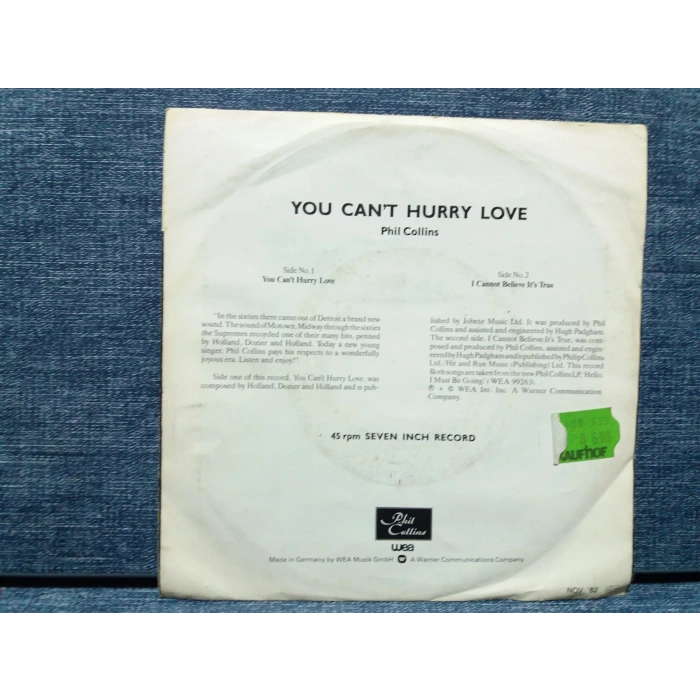 YOU CAN'T HURRY LOVE
Phil Collins
Side No. 1
You Can't Hurry Love
Side No. 2
I Cannot Believe It's True
"In the sixties there came out of Detroit a brand new
sound. The sound of Motown. Midway through the sixties
the Supremes recorded one of their many hits, penned
by Holland, Dozier and Holland. Today a new young
singer, Phil Collins pays his respects to a wonderfully
joyous era. Listen and enjoy!".
Side one of this record, You Can't Hurry Love, was
composed by Holland, Dozier and Holland and is pub-
lished by Jobete Music Ltd. It was produced by Phil
Collins and assisted and engineered by Hugh Padgham.
The second side, I Cannot Believe It's True, was com-
posed and produced by Phil Collins, assisted and engin-
eered by Hugh Padgham and is published by Philip Collins
Ltd./Hit and Run Music (Publishing) Ltd. This record
Both songs are taken from the new Phil Collins LP 'Hello,
I Must Be Going.' (WEA 99263).
℗ + © WEA Int. Inc. A Warner Communication
Company.
KAUFHOF
45 rpm SEVEN INCH RECORD
Phil
Collins
wea
Made in Germany by WEA Musik GmbH A Warner Communications Company
NOV. '82